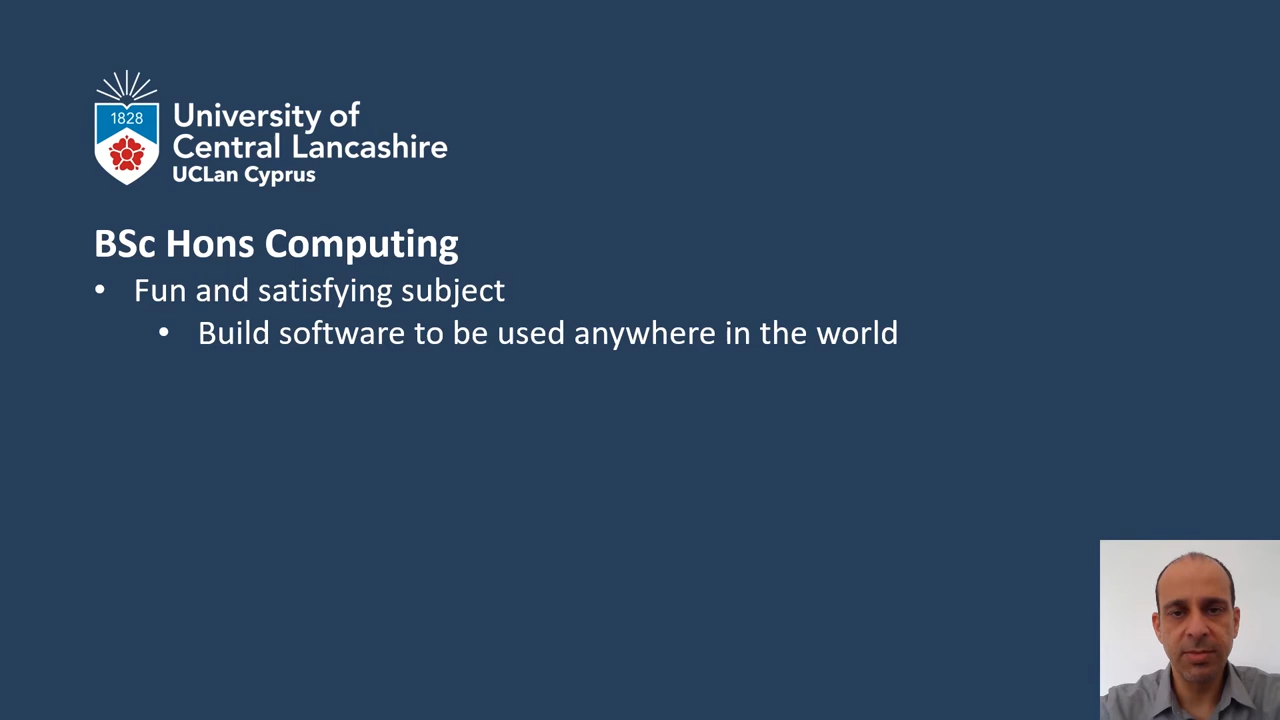 1828
University of
Central Lancashire
UCLan Cyprus
BSc Hons Computing
• Fun and satisfying subject
• Build software to be used anywhere in the world